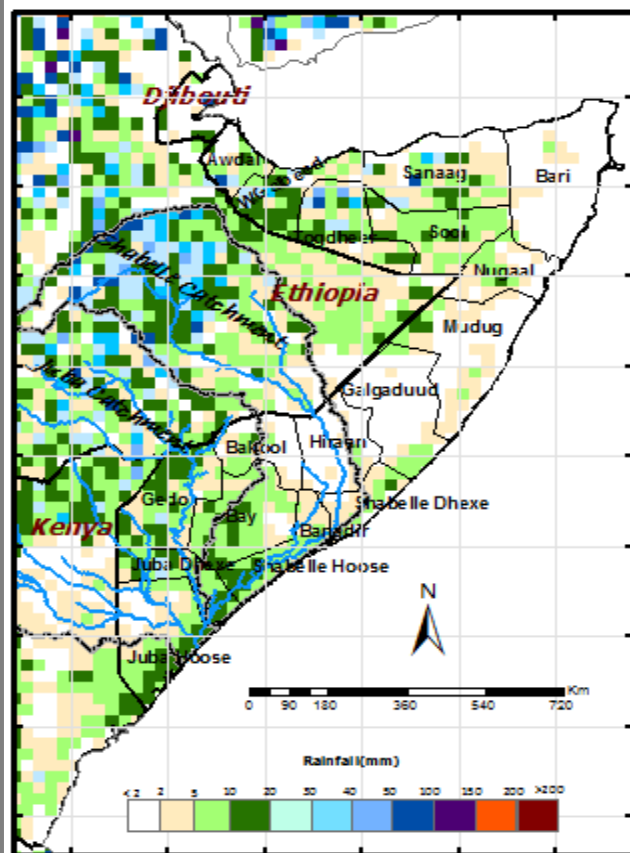 Djibouti
Awdal
W. Galbeed
Sanaag
Bari
Togdheer
Sool
Nugaal
Shabelle Catchment
Ethiopia
Mudug
Juba Catchment
Galgaduud
Bakool
Hiraan
Gedo
Bay
Shabelle Dhexe
Kenya
Banadir
Juba Dhexe
Shabelle Hoose
N
Juba Hoose
Km
0 90 180 360 540 720
Rainfall(mm)
<2 2 5 10 20 30 40 50 100 150 200 >200